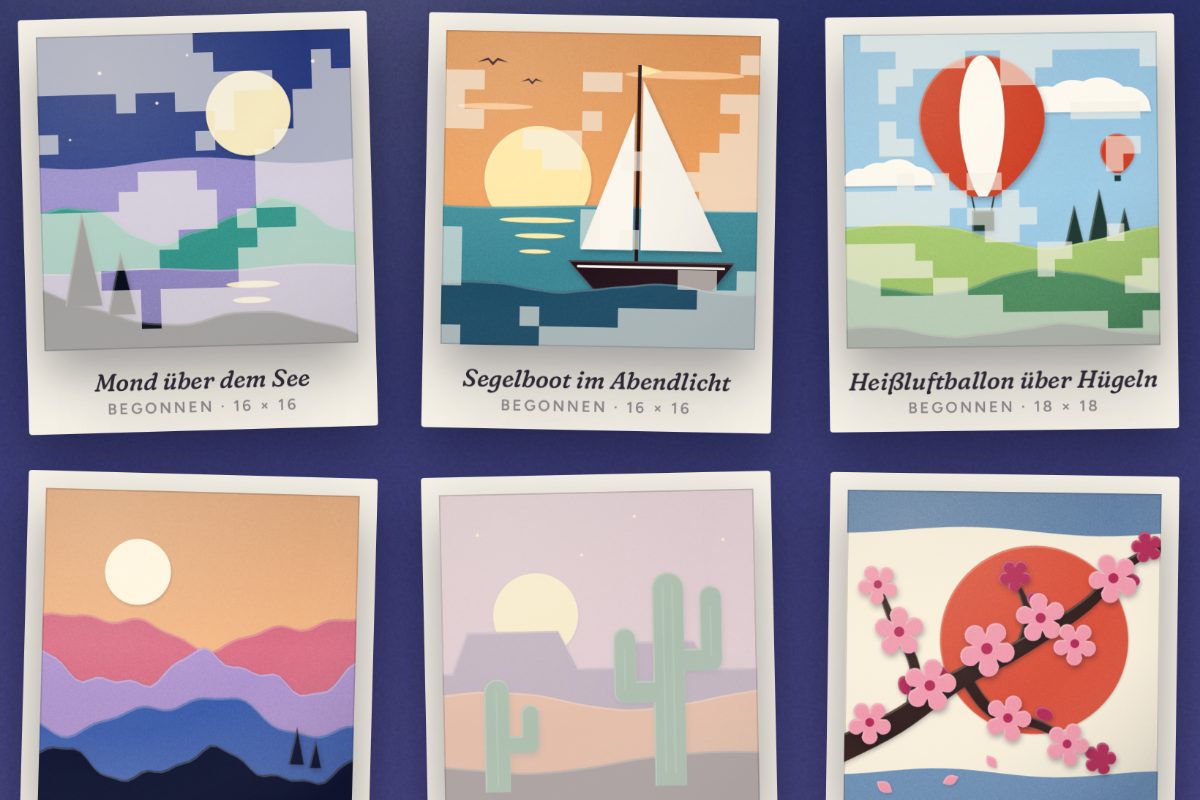 Mond über dem See
BEGONNEN · 16 × 16
Segelboot im Abendlicht
BEGONNEN · 16 × 16
Heißluftballon über Hügeln
BEGONNEN · 18 × 18